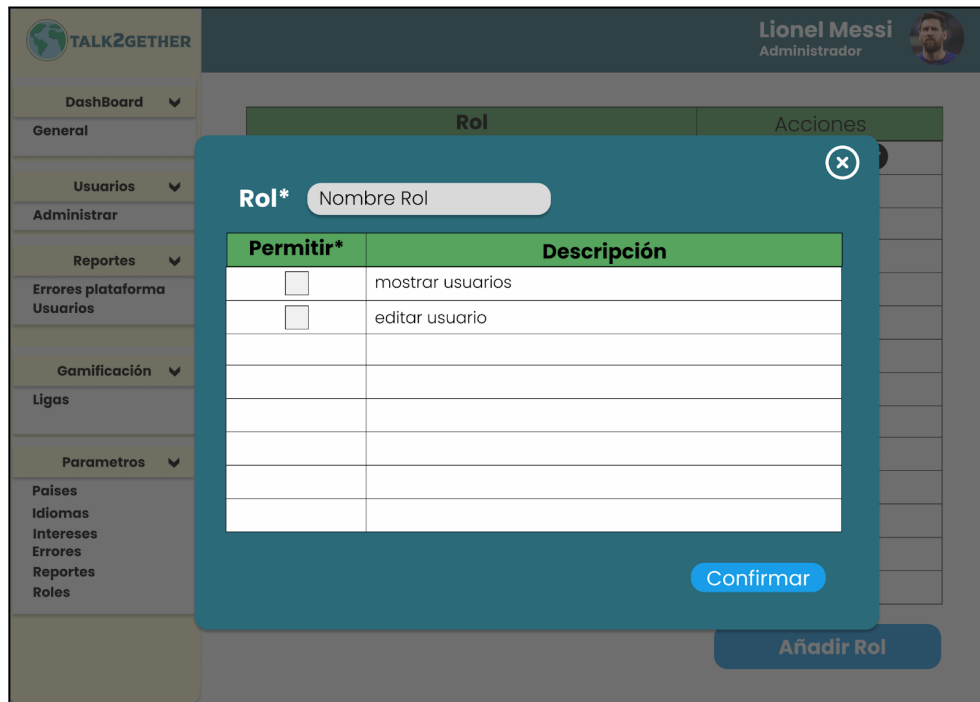 TALK2GETHER
Lionel Messi
Administrador
DashBoard
General
Usuarios
Administrar
Reportes
Errores plataforma
Usuarios
Gamificación
Ligas
Parametros
Paises
Idiomas
Intereses
Errores
Reportes
Roles
Rol Acciones
Rol* Nombre Rol
Permitir* Descripción
mostrar usuarios
editar usuario
Confirmar
Añadir Rol